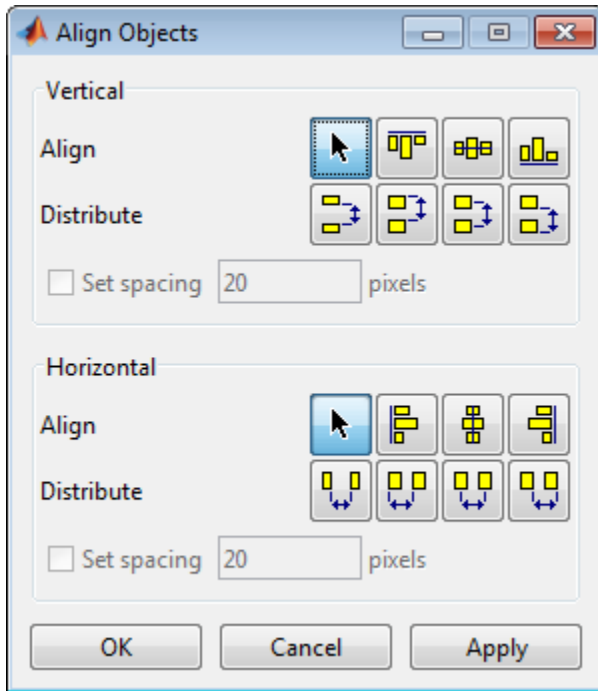 Align Objects
Vertical
Align
Distribute
Set spacing 20 pixels
Horizontal
Align
Distribute
Set spacing 20 pixels
OK Cancel Apply